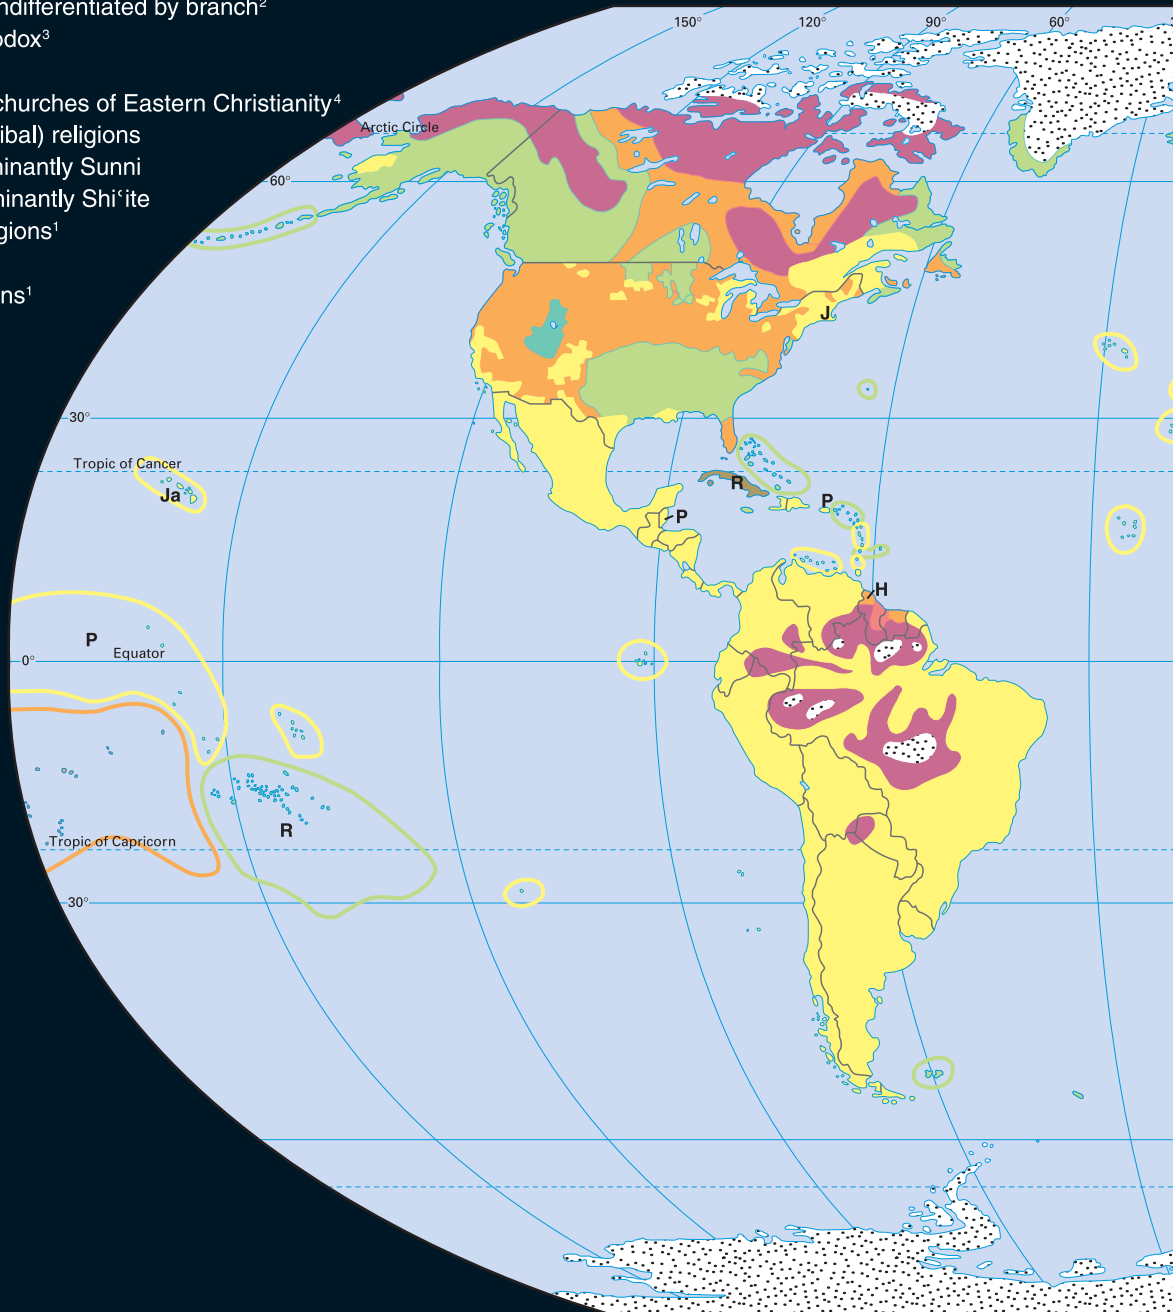 ndifferentiated by branch²
odox³
churches of Eastern Christianity⁴
ibal) religions
minantly Sunni
minantly Shiʿite
gions¹
ns¹
150° 120° 90° 60°
Arctic Circle
60°
J
30°
Tropic of Cancer
Ja
R
P
P
H
P
Equator
0°
R
Tropic of Capricorn
30°